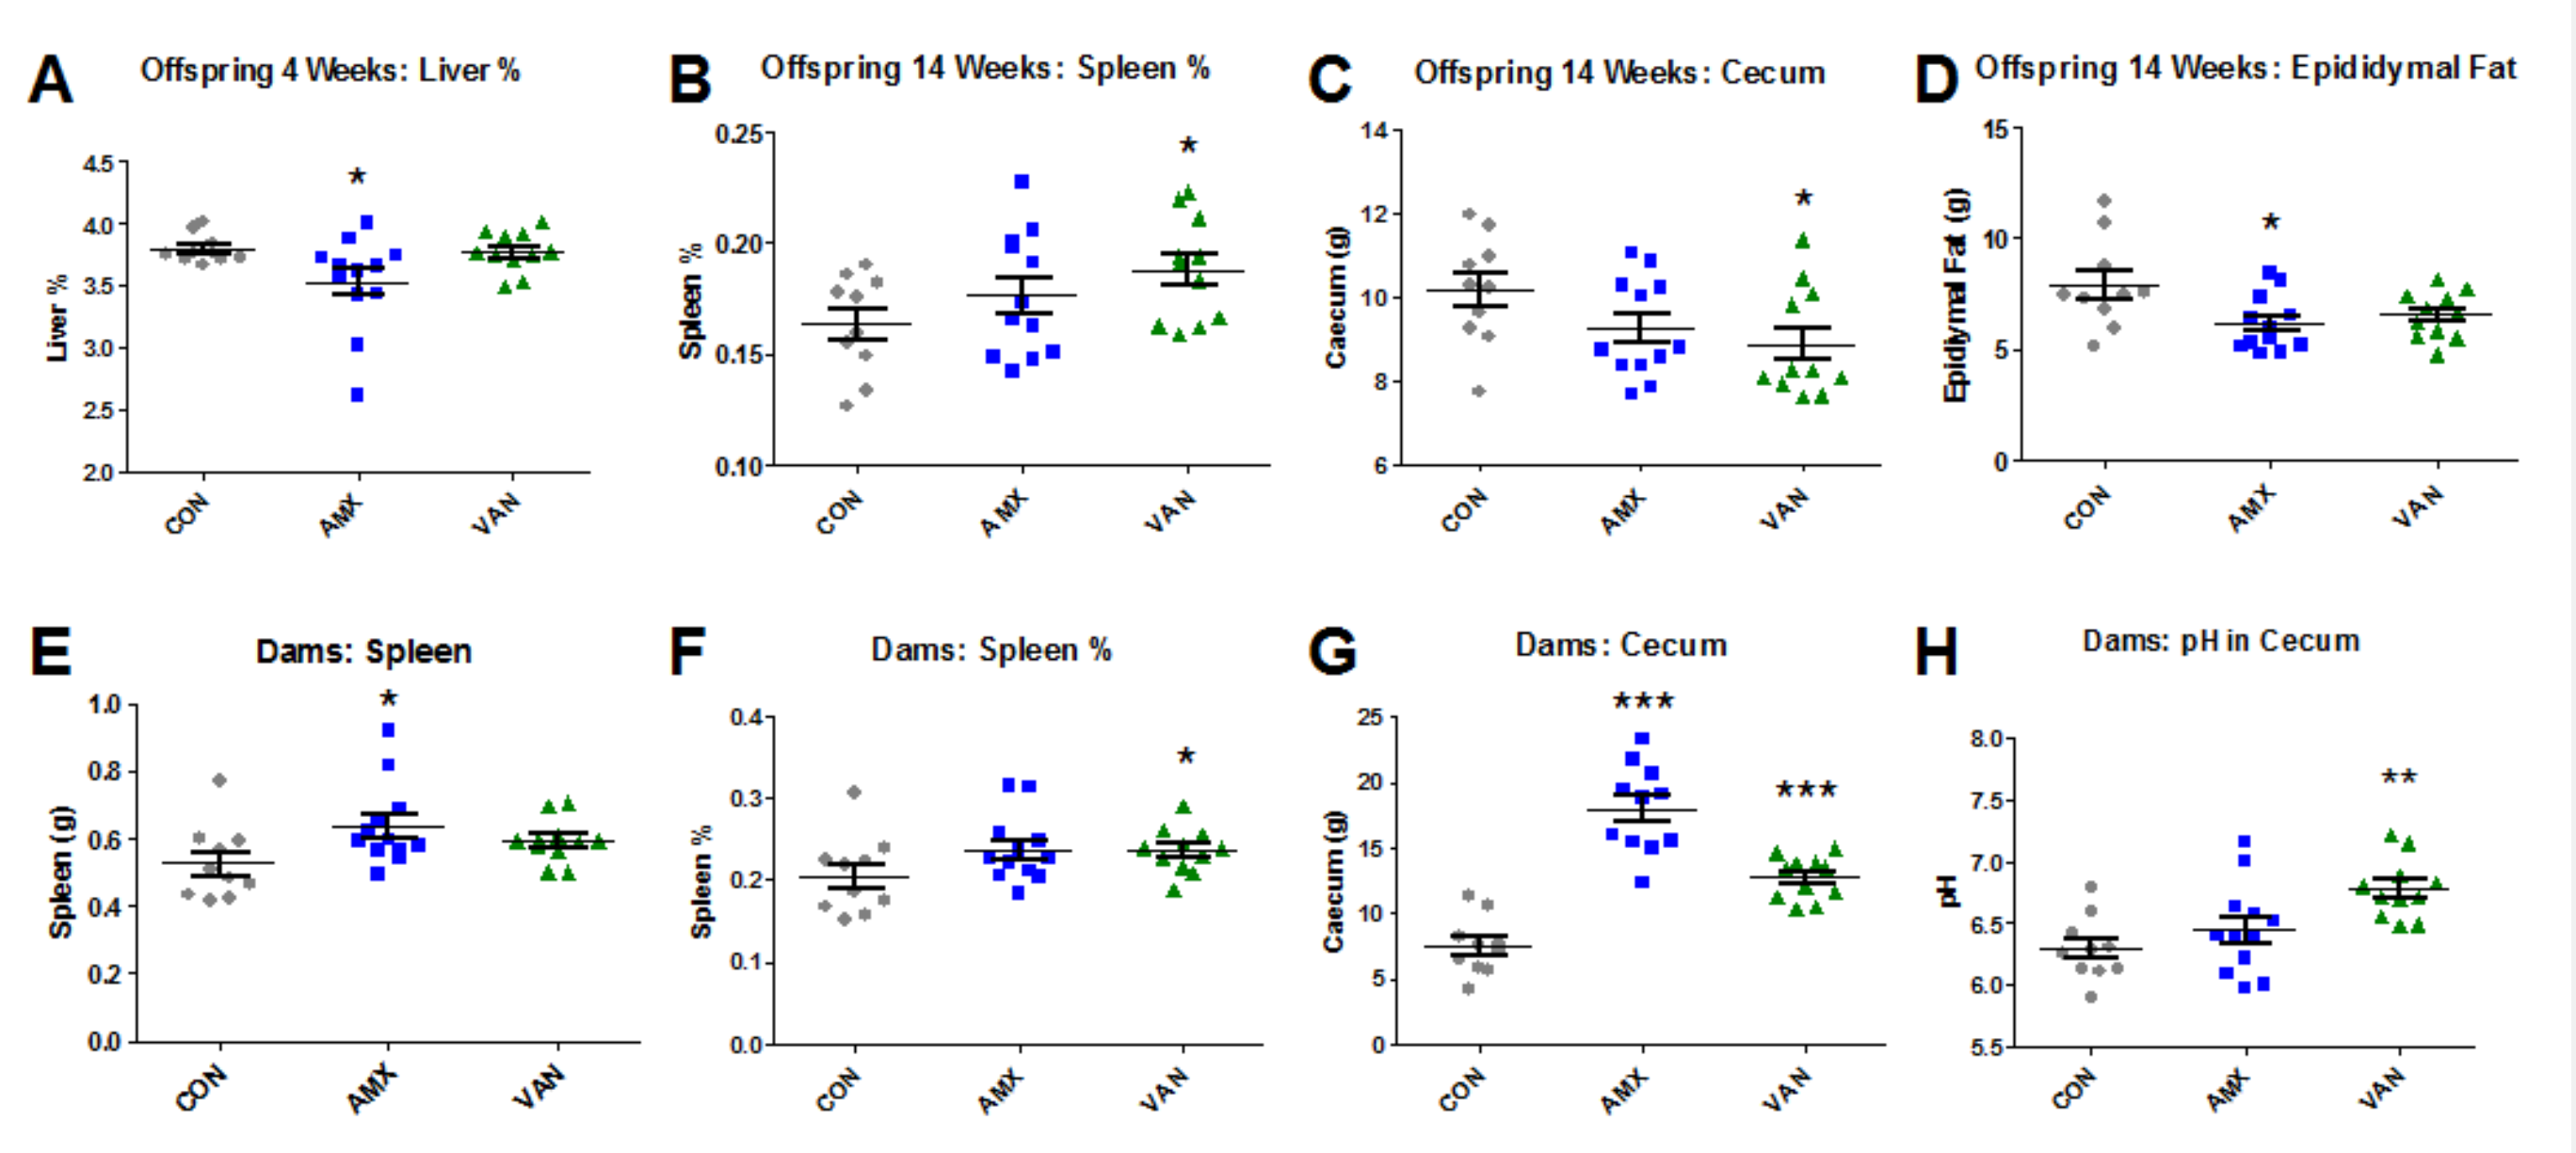 A Offspring 4 Weeks: Liver %
4.5
4.0
3.5
3.0
2.5
2.0
Liver %
*
CON AMX VAN
B Offspring 14 Weeks: Spleen %
0.25
0.20
0.15
0.10
Spleen %
*
CON AMX VAN
C Offspring 14 Weeks: Cecum
14
12
10
8
6
Caecum (g)
*
CON AMX VAN
D Offspring 14 Weeks: Epididymal Fat
15
10
5
0
Epidiymal Fat (g)
*
CON AMX VAN
E Dams: Spleen
1.0
0.8
0.6
0.4
0.2
0.0
Spleen (g)
*
CON AMX VAN
F Dams: Spleen %
0.4
0.3
0.2
0.1
0.0
Spleen %
*
CON AMX VAN
G Dams: Cecum
25
20
15
10
5
0
Caecum (g)
***
***
CON AMX VAN
H Dams: pH in Cecum
8.0
7.5
7.0
6.5
6.0
5.5
pH
**
CON AMX VAN